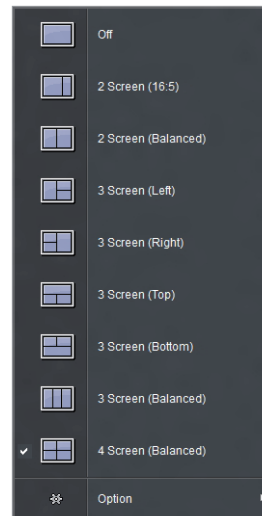 Off
2 Screen (16:5)
2 Screen (Balanced)
3 Screen (Left)
3 Screen (Right)
3 Screen (Top)
3 Screen (Bottom)
3 Screen (Balanced)
4 Screen (Balanced)
Option